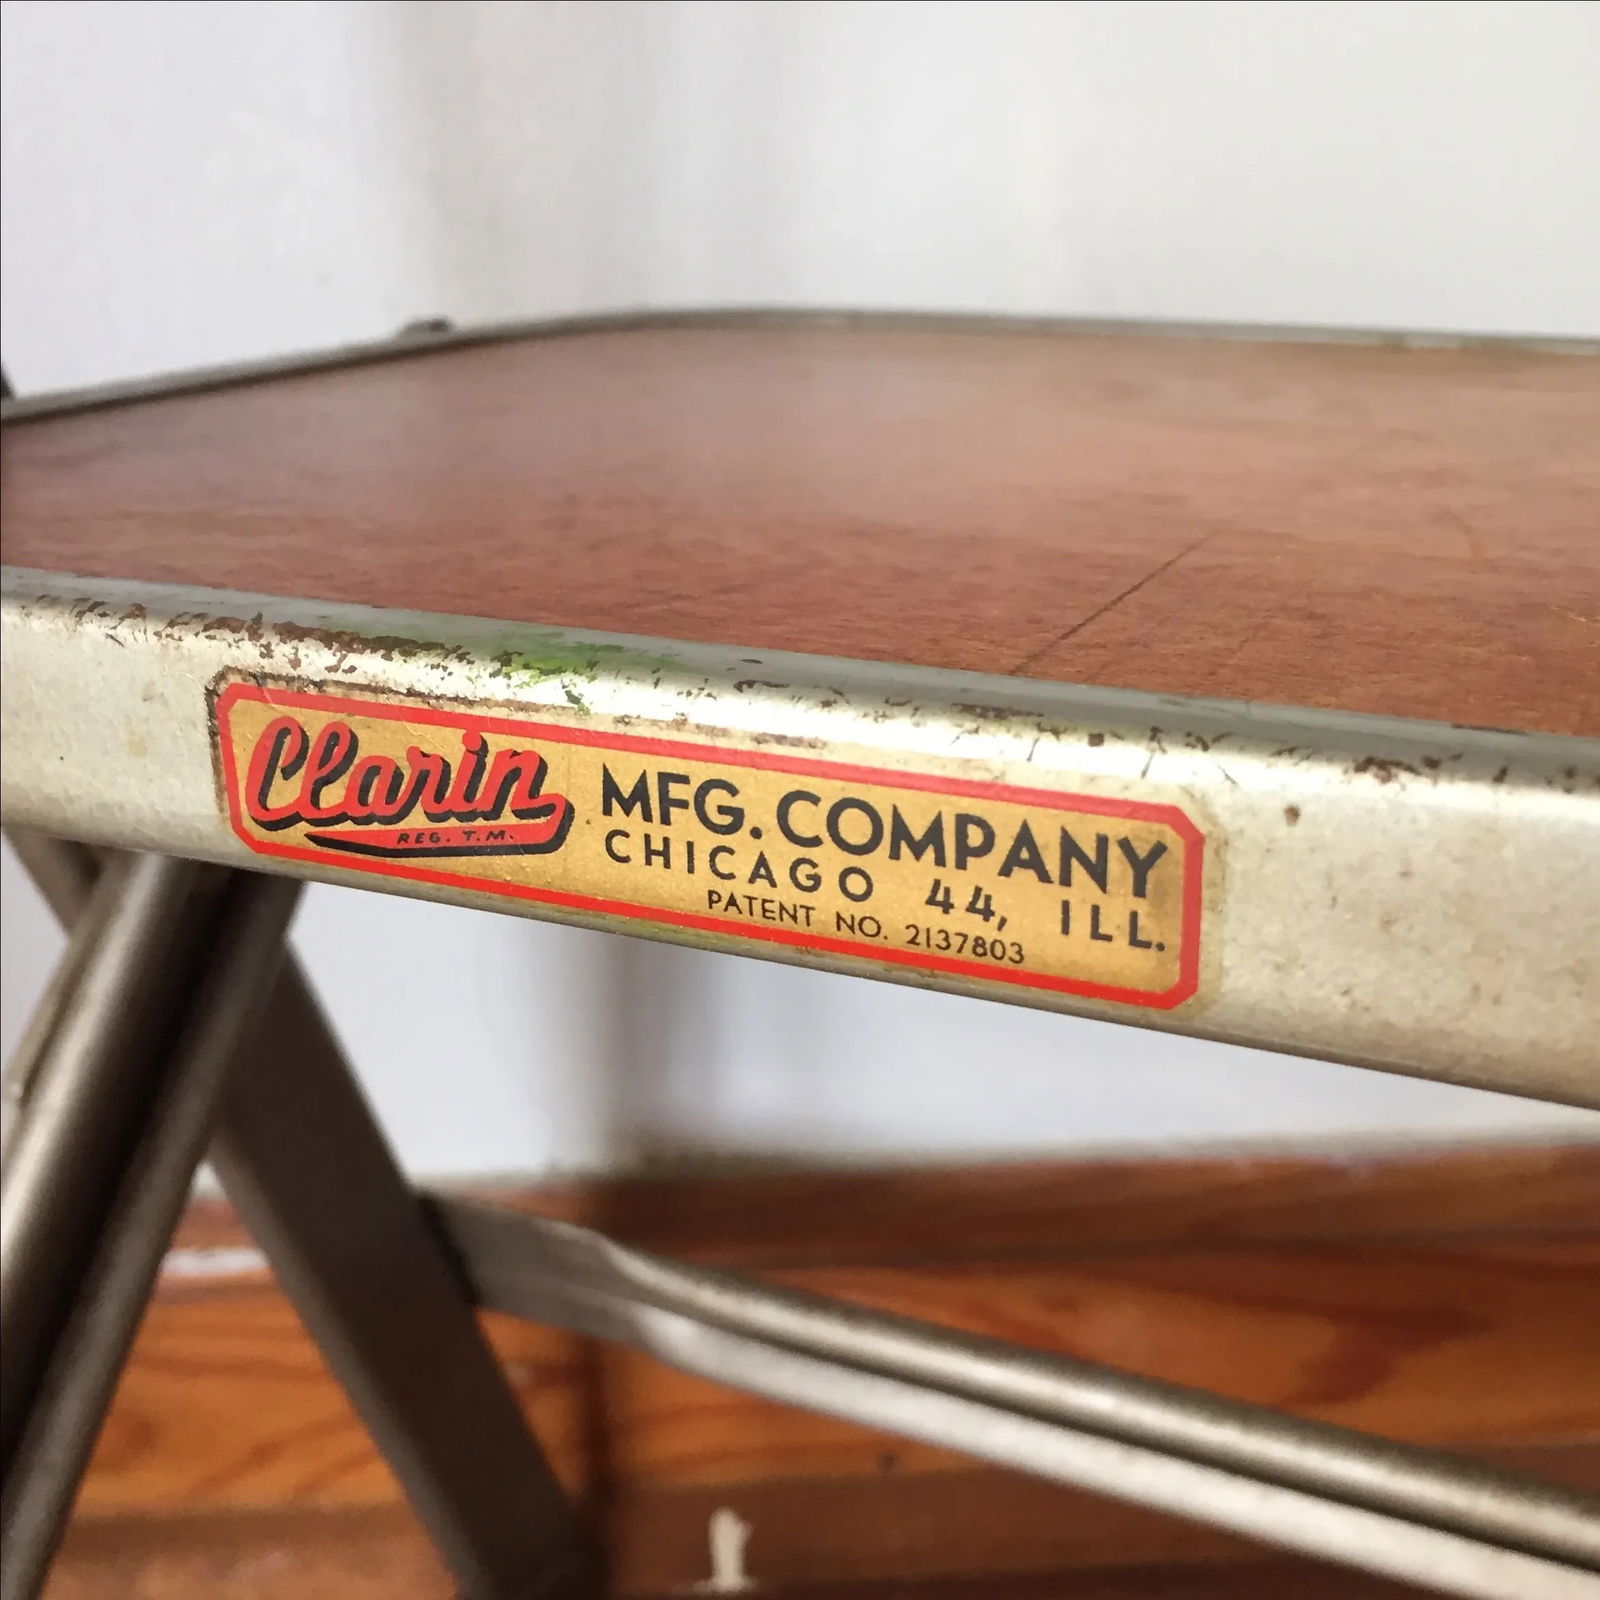 Clarin
REG. T.M.
MFG. COMPANY
CHICAGO 44, ILL.
PATENT NO. 2137803